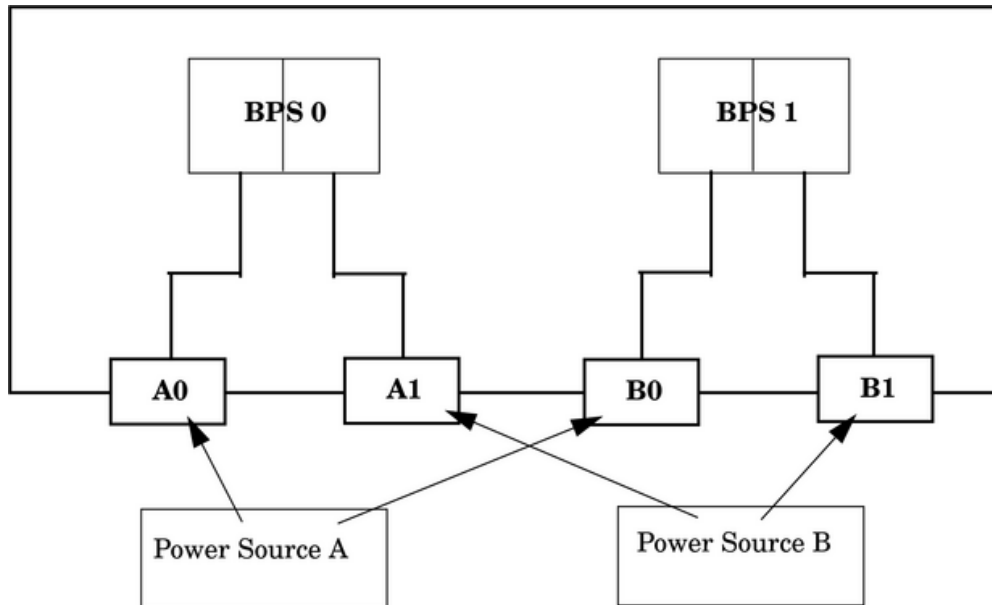 BPS 0
BPS 1
A0
A1
B0
B1
Power Source A
Power Source B